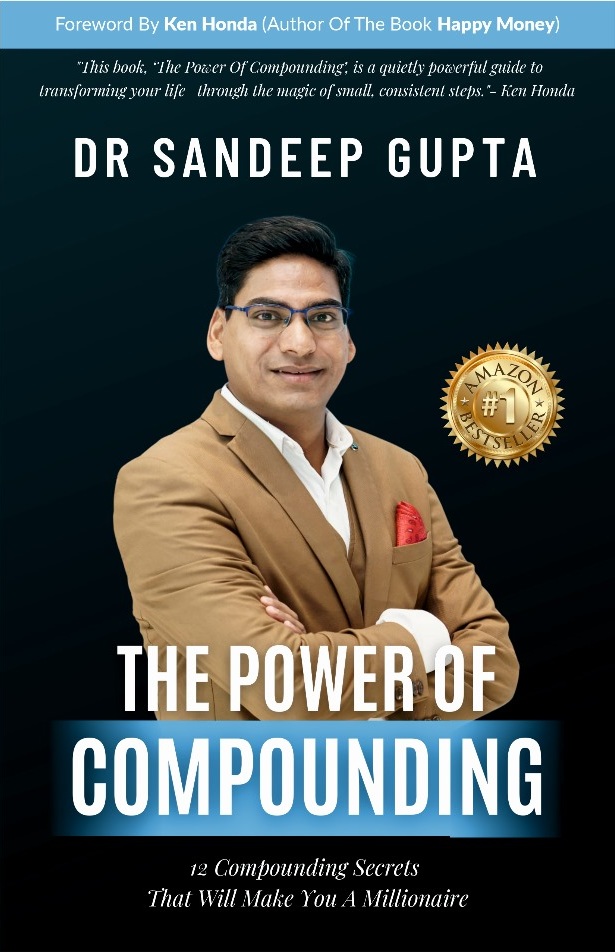 Foreword By Ken Honda (Author Of The Book Happy Money)
"This book, 'The Power Of Compounding', is a quietly powerful guide to
transforming your life through the magic of small, consistent steps."– Ken Honda
DR SANDEEP GUPTA
AMAZON
#1
BESTSELLER
THE POWER OF
COMPOUNDING
12 Compounding Secrets
That Will Make You A Millionaire